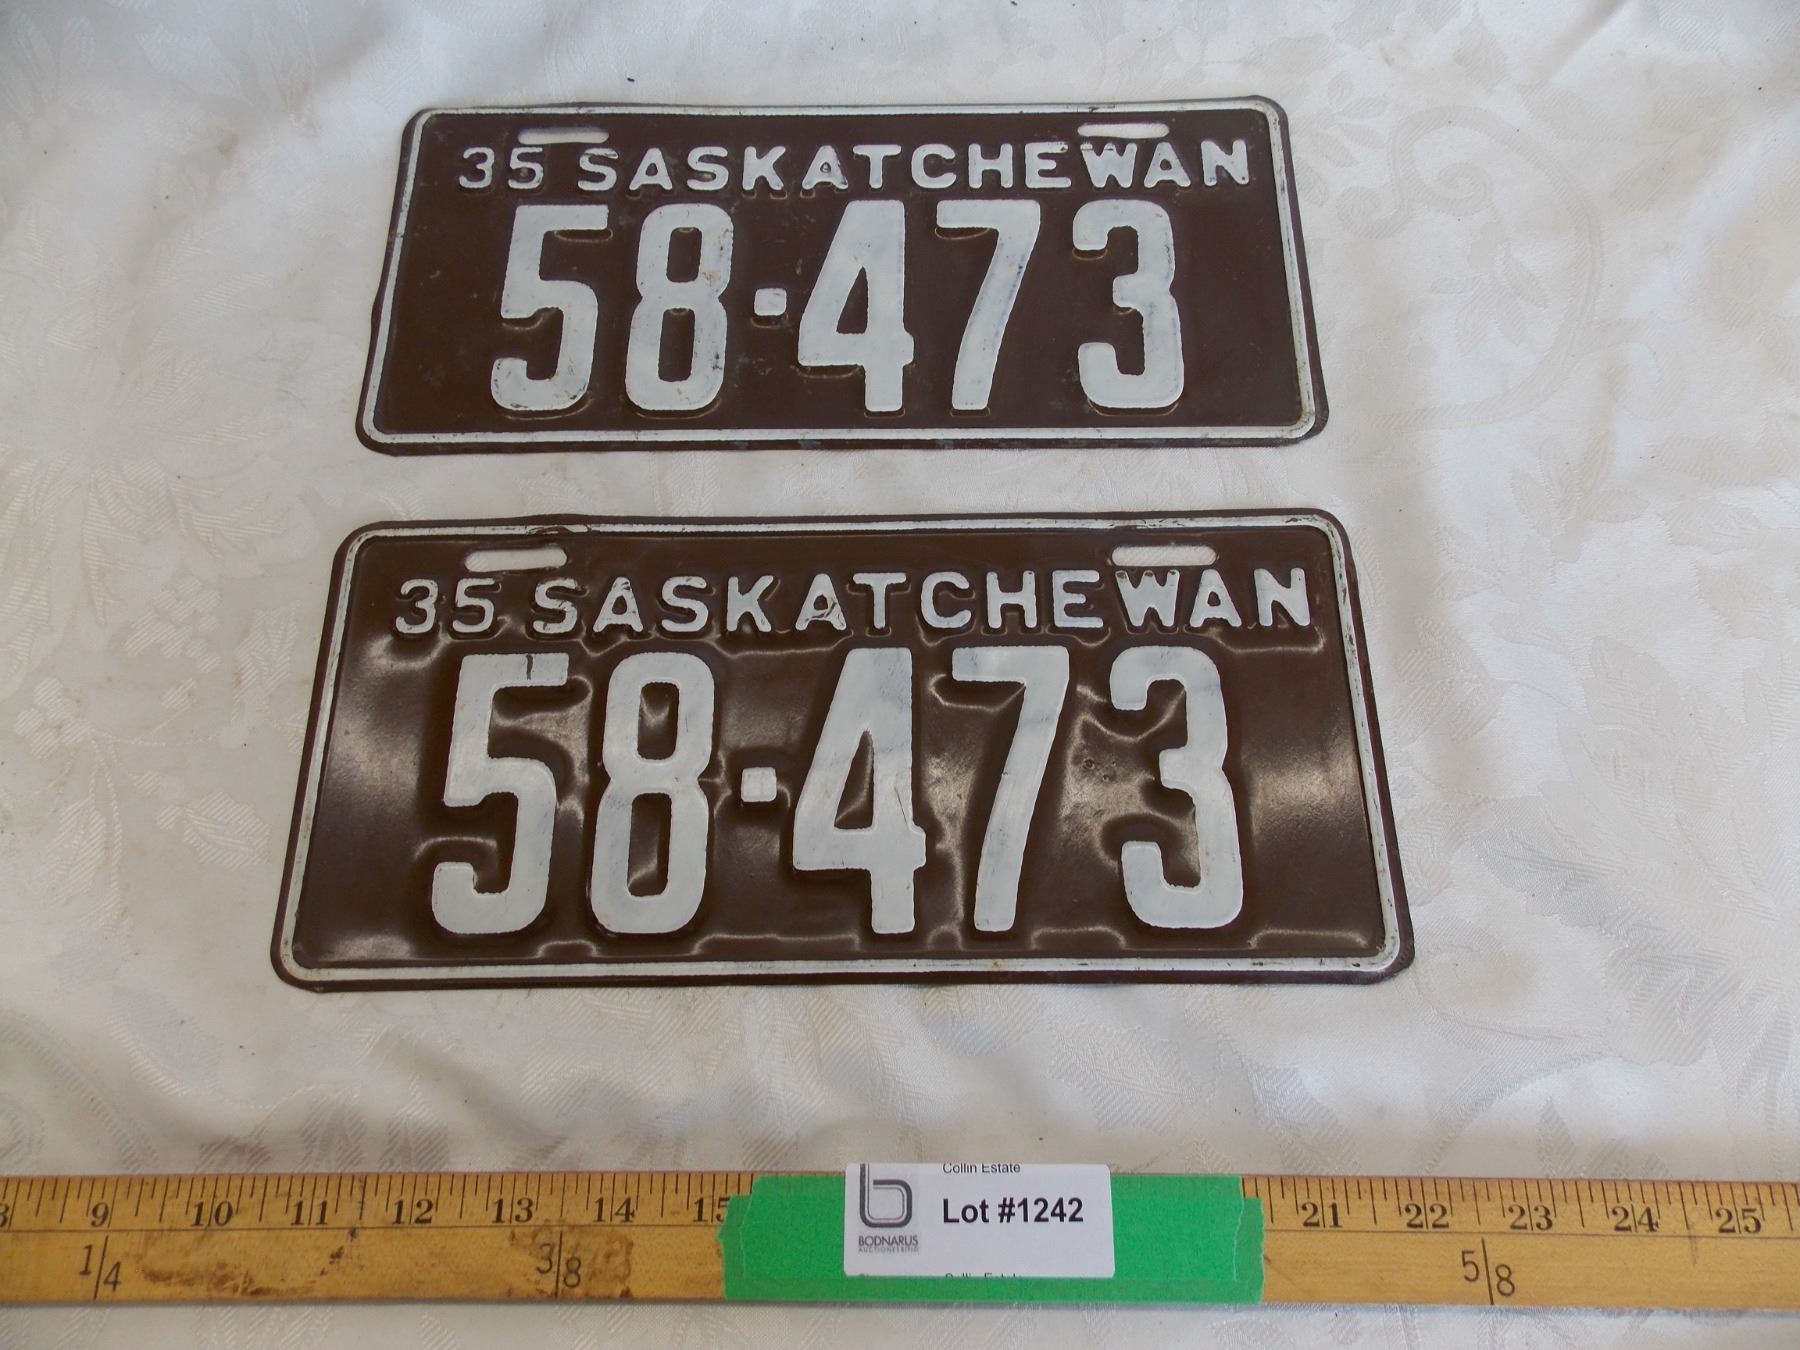 35 SASKATCHEWAN
58-473
35 SASKATCHEWAN
58-473
Collin Estate
Lot #1242
BODNARUS
AUCTIONEERING
9 10 11 12 13 14 15 21 22 23 24 25
1/4 3/8 5/8